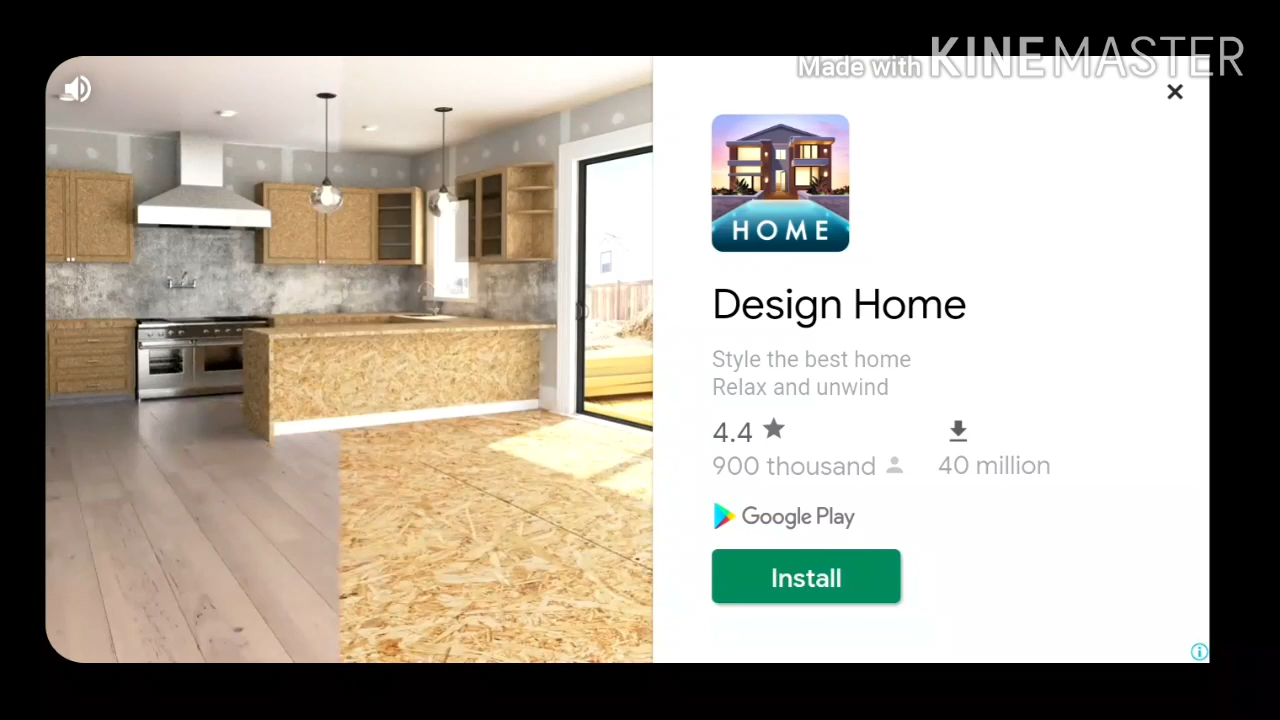 Made with KINEMASTER
HOME
Design Home
Style the best home
Relax and unwind
4.4
900 thousand 40 million
Google Play
Install